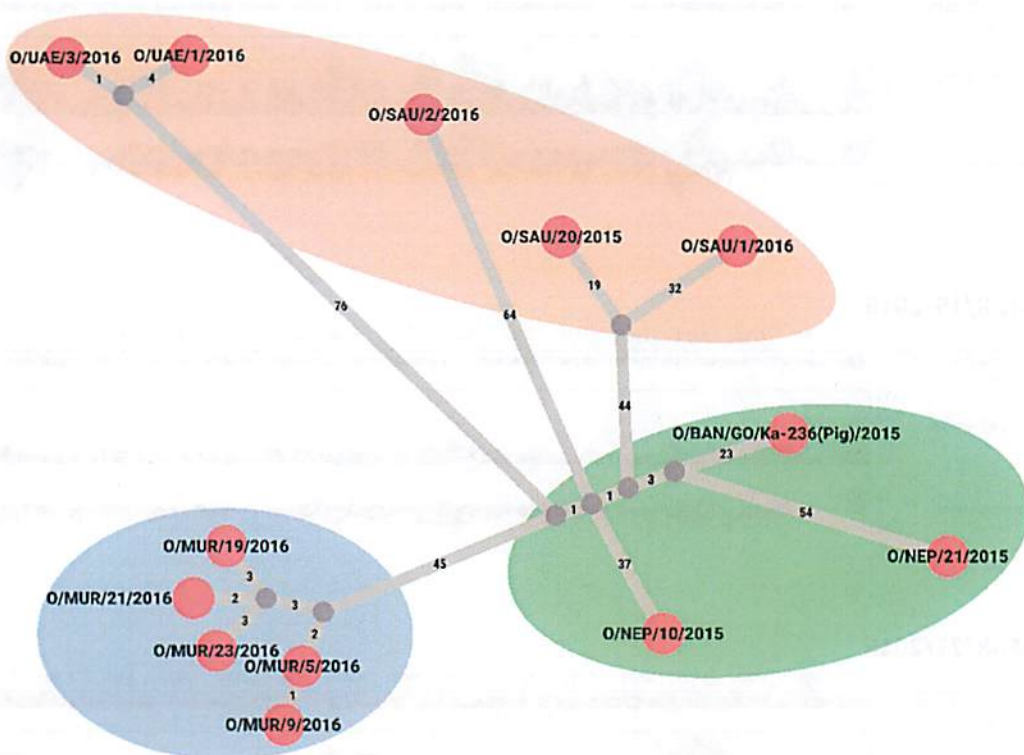 O/UAE/3/2016
O/UAE/1/2016
1
4
O/SAU/2/2016
O/SAU/20/2015
O/SAU/1/2016
19
32
76
64
44
O/BAN/GO/Ka-236(Pig)/2015
23
3
1
1
54
45
37
O/NEP/21/2015
O/MUR/19/2016
3
O/MUR/21/2016
2
3
3
O/NEP/10/2015
2
O/MUR/23/2016
O/MUR/5/2016
1
O/MUR/9/2016